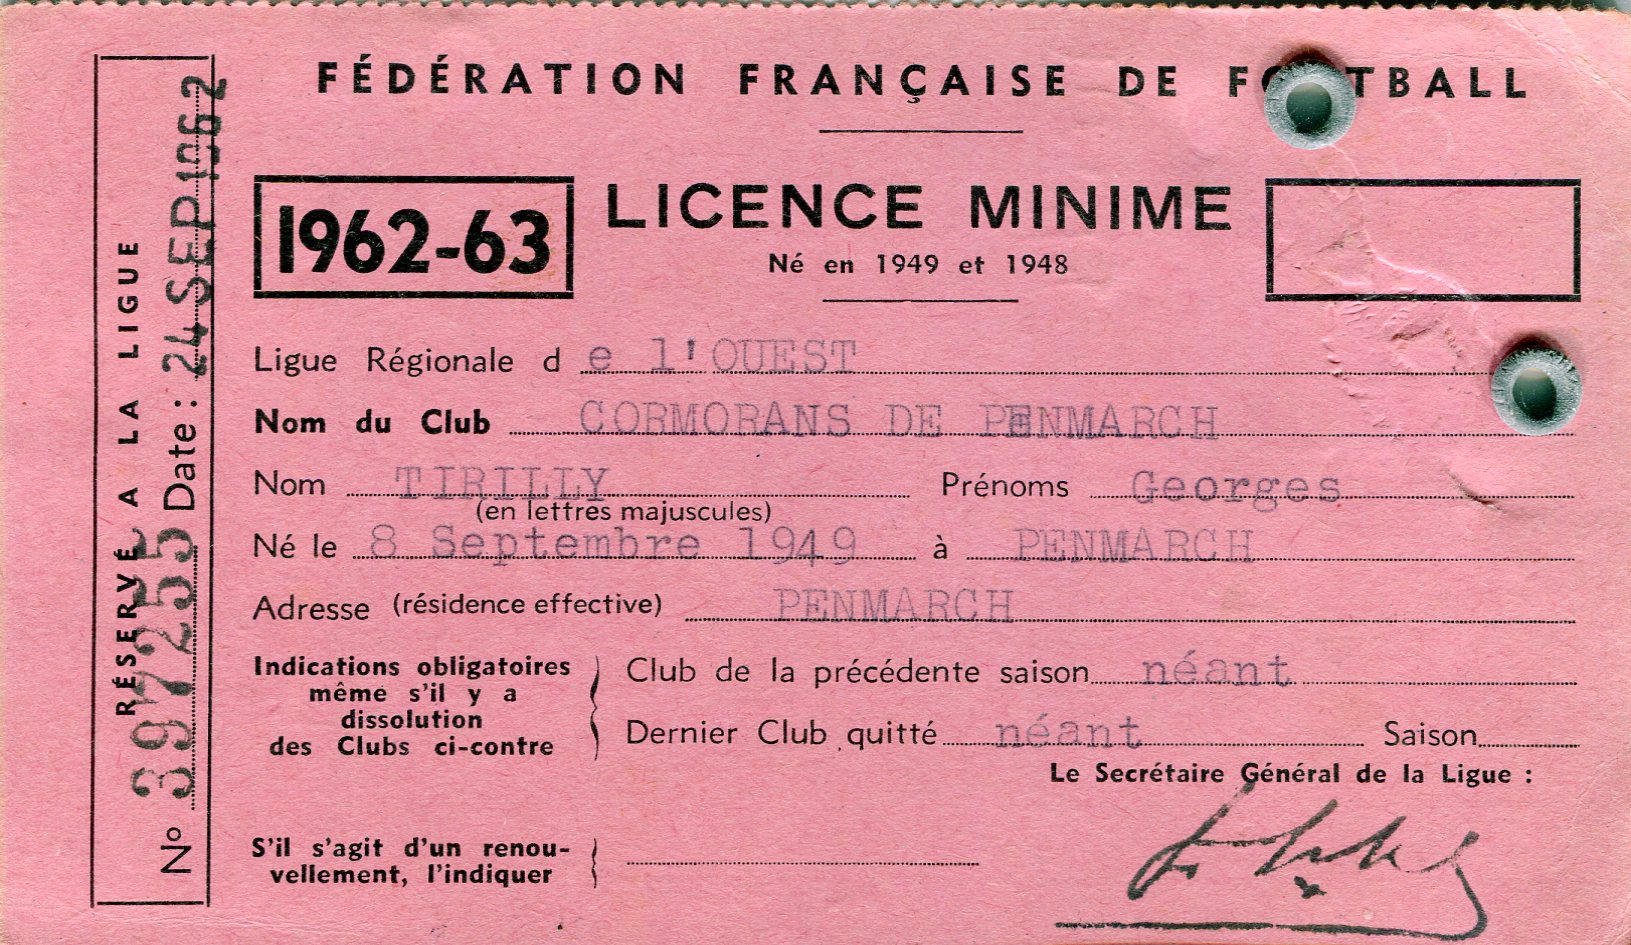 FÉDÉRATION FRANÇAISE DE FOOTBALL
1962-63
LICENCE MINIME
Né en 1949 et 1948
RÉSERVÉ A LA LIGUE
No 397255 Date : 24 SEP 1962
Ligue Régionale d e l'OUEST
Nom du Club CORMORANS DE PENMARCH
Nom TIRILLY Prénoms Georges
(en lettres majuscules)
Né le 8 Septembre 1949 à PENMARCH
Adresse (résidence effective) PENMARCH
Indications obligatoires
même s'il y a
dissolution
des Clubs ci-contre
Club de la précédente saison néant
Dernier Club quitté néant Saison
Le Secrétaire Général de la Ligue :
S'il s'agit d'un renou-
vellement, l'indiquer